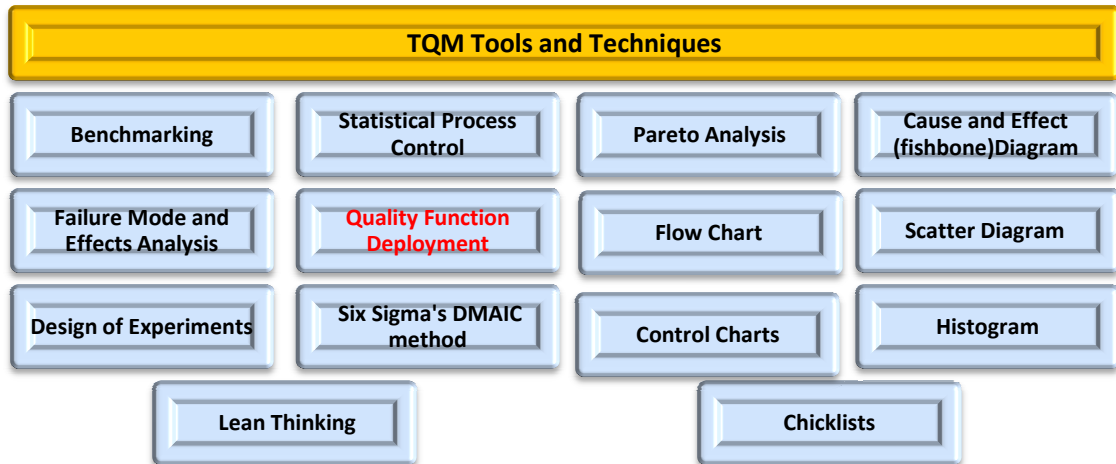 TQM Tools and Techniques
Benchmarking
Statistical Process
Control
Pareto Analysis
Cause and Effect
(fishbone)Diagram
Failure Mode and
Effects Analysis
Quality Function
Deployment
Flow Chart
Scatter Diagram
Design of Experiments
Six Sigma's DMAIC
method
Control Charts
Histogram
Lean Thinking
Chicklists